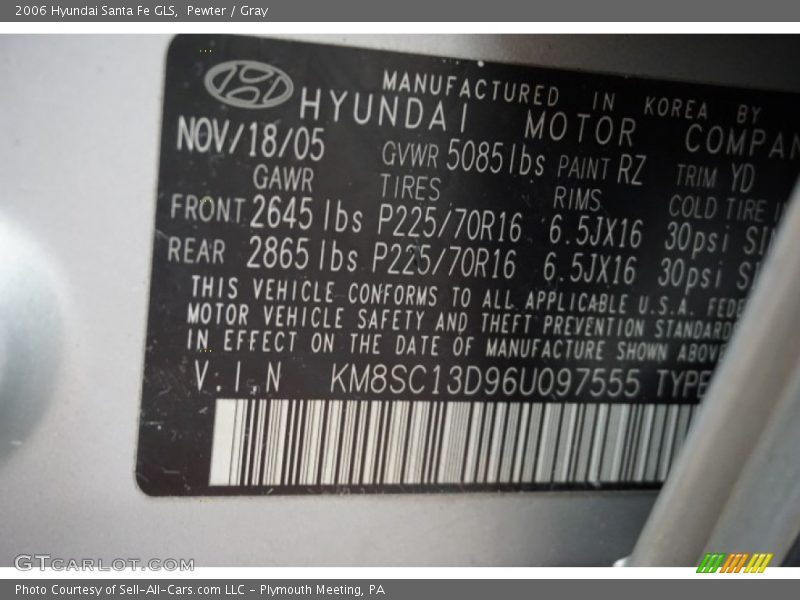 2006 Hyundai Santa Fe GLS, Pewter / Gray
MANUFACTURED IN KOREA BY
HYUNDAI MOTOR COMPAN
NOV/18/05 GVWR 5085lbs PAINT RZ TRIM YD
GAWR TIRES RIMS COLD TIRE
FRONT 2645 lbs P225/70R16 6.5JX16 30psi
REAR 2865 lbs P225/70R16 6.5JX16 30psi
THIS VEHICLE CONFORMS TO ALL APPLICABLE U.S.A. FEDE
MOTOR VEHICLE SAFETY AND THEFT PREVENTION STANDARD
IN EFFECT ON THE DATE OF MANUFACTURE SHOWN ABOVE
V.I.N KM8SC13D96U097555 TYPE
GTCARLOT.COM
Photo Courtesy of Sell-All-Cars.com LLC - Plymouth Meeting, PA